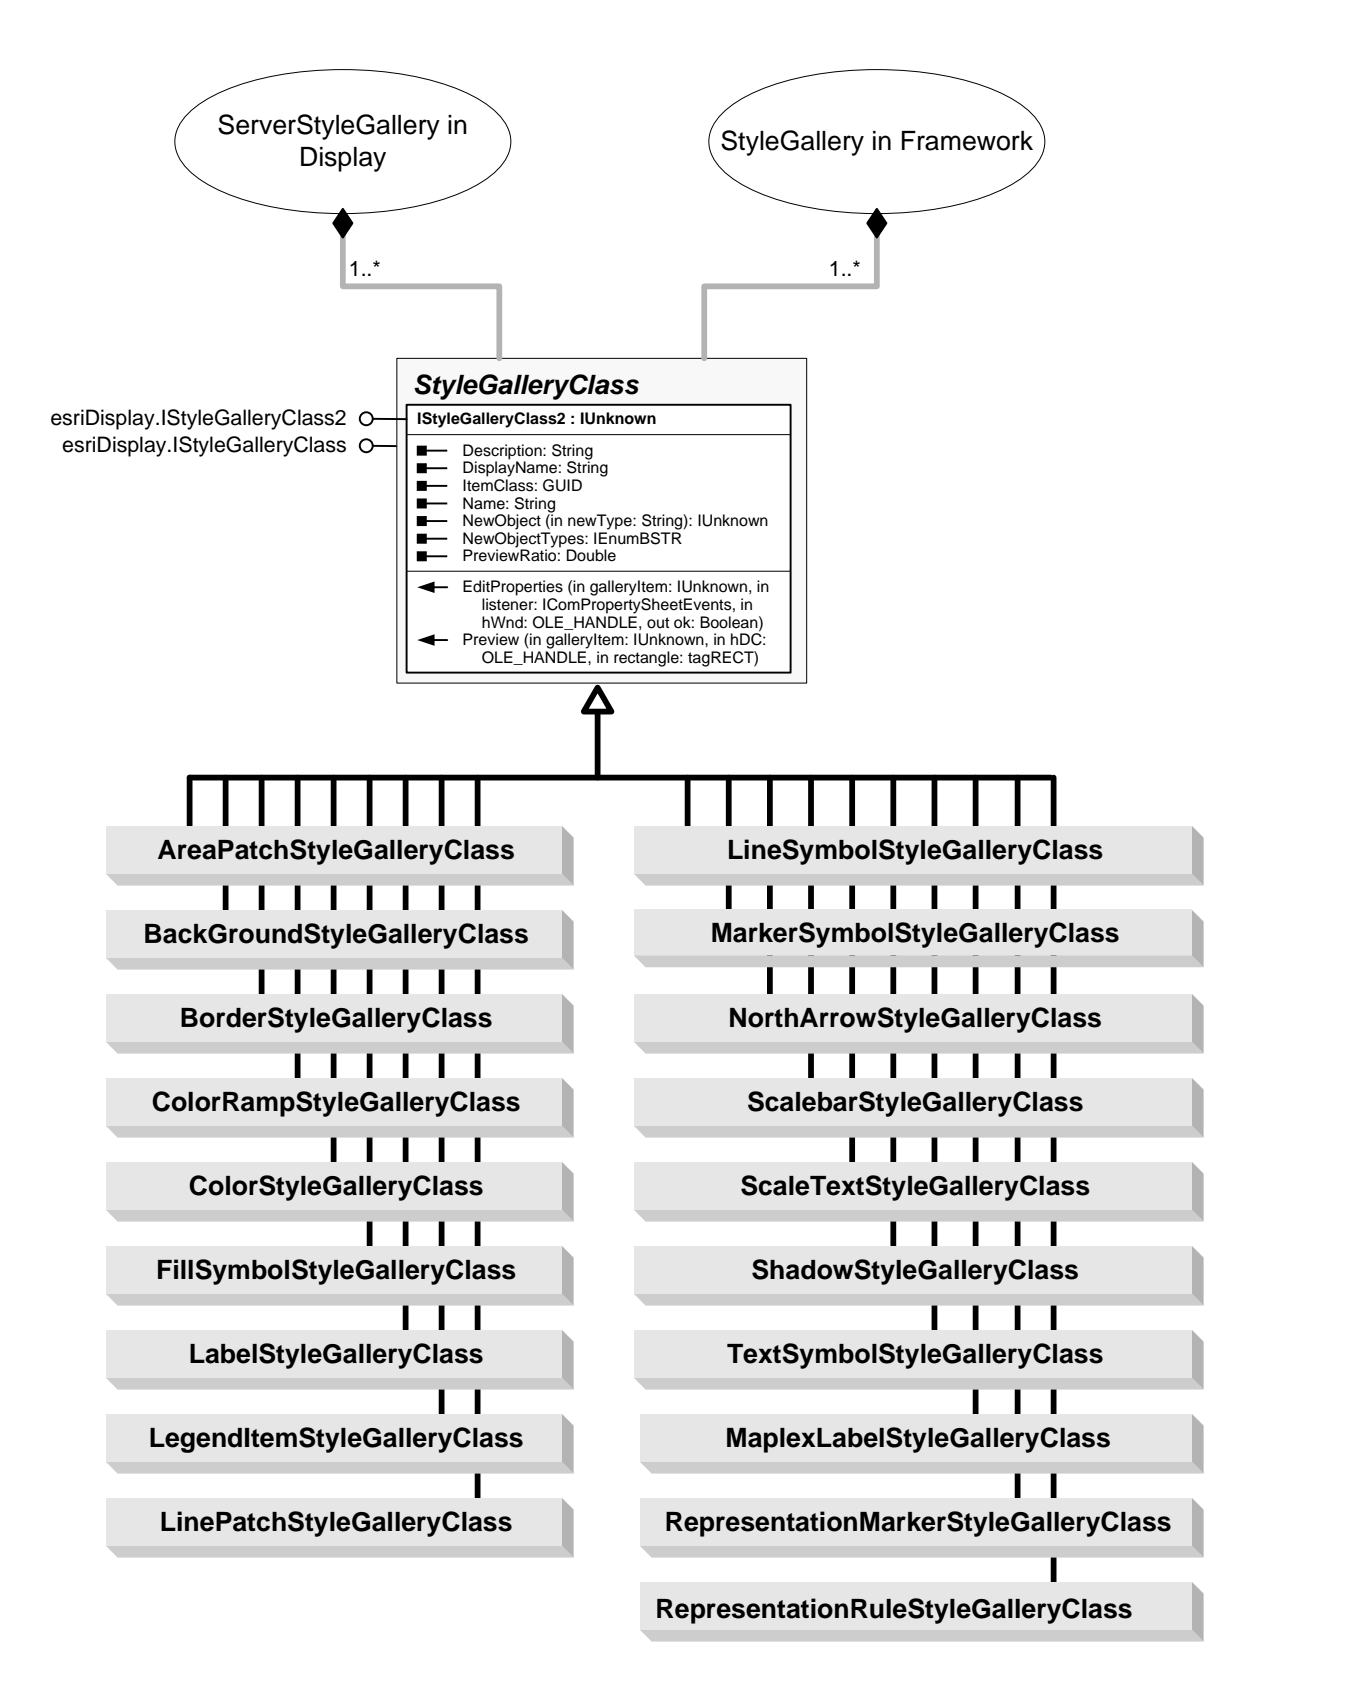 ServerStyleGallery in
Display
StyleGallery in Framework
1..*
1..*
StyleGalleryClass
esriDisplay.IStyleGalleryClass2
esriDisplay.IStyleGalleryClass
IStyleGalleryClass2 : IUnknown
Description: String
DisplayName: String
ItemClass: GUID
Name: String
NewObject (in newType: String): IUnknown
NewObjectTypes: IEnumBSTR
PreviewRatio: Double
EditProperties (in galleryItem: IUnknown, in
listener: IComPropertySheetEvents, in
hWnd: OLE_HANDLE, out ok: Boolean)
Preview (in galleryItem: IUnknown, in hDC:
OLE_HANDLE, in rectangle: tagRECT)
AreaPatchStyleGalleryClass
BackGroundStyleGalleryClass
BorderStyleGalleryClass
ColorRampStyleGalleryClass
ColorStyleGalleryClass
FillSymbolStyleGalleryClass
LabelStyleGalleryClass
LegendItemStyleGalleryClass
LinePatchStyleGalleryClass
LineSymbolStyleGalleryClass
MarkerSymbolStyleGalleryClass
NorthArrowStyleGalleryClass
ScalebarStyleGalleryClass
ScaleTextStyleGalleryClass
ShadowStyleGalleryClass
TextSymbolStyleGalleryClass
MaplexLabelStyleGalleryClass
RepresentationMarkerStyleGalleryClass
RepresentationRuleStyleGalleryClass